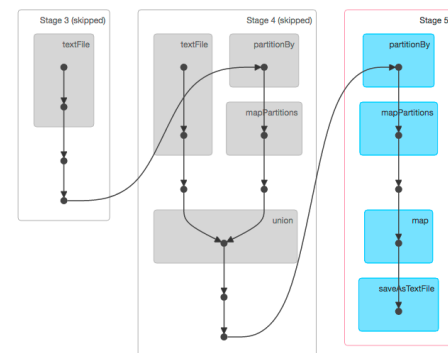 Stage 3 (skipped)
textFile
Stage 4 (skipped)
textFile
partitionBy
mapPartitions
union
Stage 5
partitionBy
mapPartitions
map
saveAsTextFile